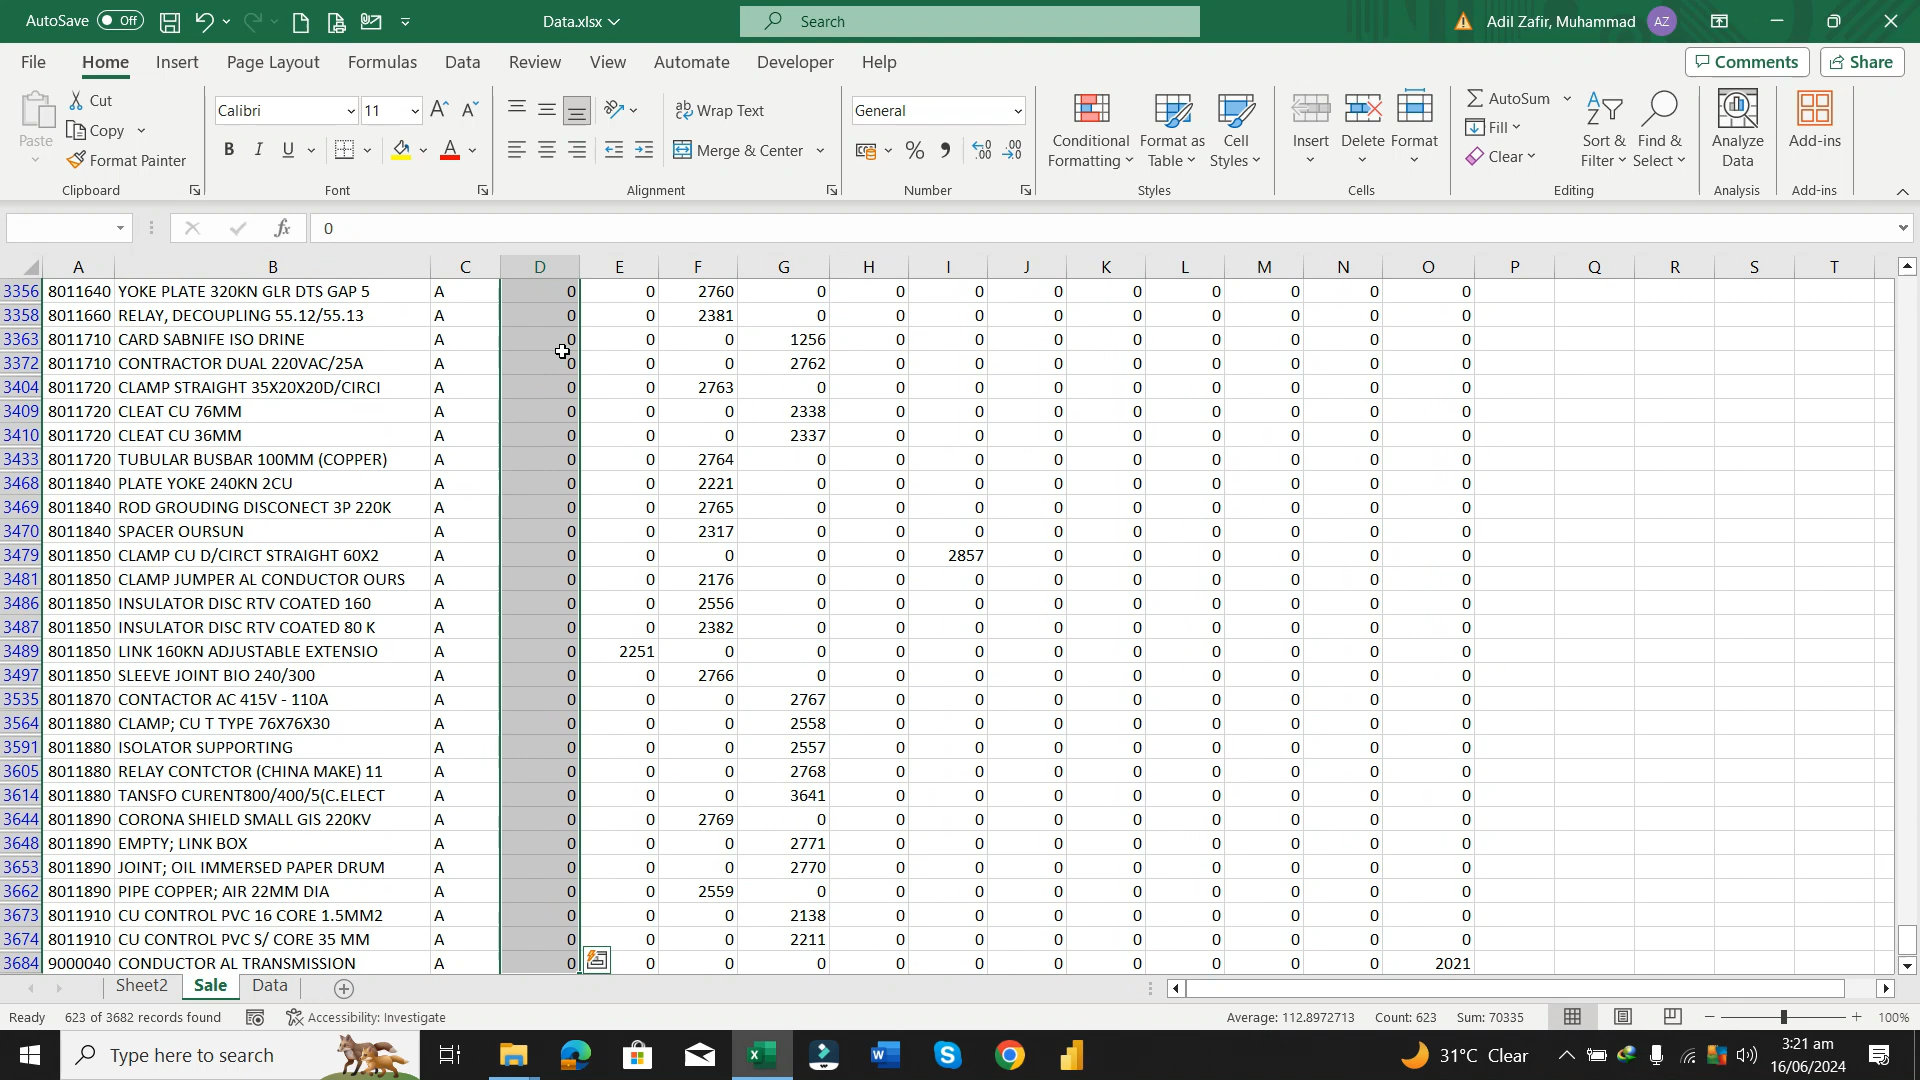 AutoSave Off Data.xlsx Search Adil Zafir, Muhammad AZ
File Home Insert Page Layout Formulas Data Review View Automate Developer Help Comments Share
Paste Cut Copy Format Painter Clipboard
Calibri 11 B I U Font
Wrap Text Merge & Center Alignment
General % Number
Conditional Formatting Format as Table Cell Styles Styles
Insert Delete Format Cells
AutoSum Fill Clear Sort & Filter Find & Select Editing
Analyze Data Analysis
Add-ins Add-ins
fx 0
A B C D E F G H I J K L M N O P Q R S T
3356 8011640 YOKE PLATE 320KN GLR DTS GAP 5 A 0 0 2760 0 0 0 0 0 0 0 0 0
3358 8011660 RELAY, DECOUPLING 55.12/55.13 A 0 0 2381 0 0 0 0 0 0 0 0 0
3363 8011710 CARD SABNIFE ISO DRINE A 0 0 0 1256 0 0 0 0 0 0 0 0
3372 8011710 CONTRACTOR DUAL 220VAC/25A A 0 0 0 2762 0 0 0 0 0 0 0 0
3404 8011720 CLAMP STRAIGHT 35X20X20D/CIRCI A 0 0 2763 0 0 0 0 0 0 0 0 0
3409 8011720 CLEAT CU 76MM A 0 0 0 2338 0 0 0 0 0 0 0 0
3410 8011720 CLEAT CU 36MM A 0 0 0 2337 0 0 0 0 0 0 0 0
3433 8011720 TUBULAR BUSBAR 100MM (COPPER) A 0 0 2764 0 0 0 0 0 0 0 0 0
3468 8011840 PLATE YOKE 240KN 2CU A 0 0 2221 0 0 0 0 0 0 0 0 0
3469 8011840 ROD GROUDING DISCONECT 3P 220K A 0 0 2765 0 0 0 0 0 0 0 0 0
3470 8011840 SPACER OURSUN A 0 0 2317 0 0 0 0 0 0 0 0 0
3479 8011850 CLAMP CU D/CIRCT STRAIGHT 60X2 A 0 0 0 0 0 2857 0 0 0 0 0 0
3481 8011850 CLAMP JUMPER AL CONDUCTOR OURS A 0 0 2176 0 0 0 0 0 0 0 0 0
3486 8011850 INSULATOR DISC RTV COATED 160 A 0 0 2556 0 0 0 0 0 0 0 0 0
3487 8011850 INSULATOR DISC RTV COATED 80 K A 0 0 2382 0 0 0 0 0 0 0 0 0
3489 8011850 LINK 160KN ADJUSTABLE EXTENSIO A 0 2251 0 0 0 0 0 0 0 0 0 0
3497 8011850 SLEEVE JOINT BIO 240/300 A 0 0 2766 0 0 0 0 0 0 0 0 0
3535 8011870 CONTACTOR AC 415V - 110A A 0 0 0 2767 0 0 0 0 0 0 0 0
3564 8011880 CLAMP; CU T TYPE 76X76X30 A 0 0 0 2558 0 0 0 0 0 0 0 0
3591 8011880 ISOLATOR SUPPORTING A 0 0 0 2557 0 0 0 0 0 0 0 0
3605 8011880 RELAY CONTCTOR (CHINA MAKE) 11 A 0 0 0 2768 0 0 0 0 0 0 0 0
3614 8011880 TANSFO CURENT800/400/5(C.ELECT A 0 0 0 3641 0 0 0 0 0 0 0 0
3644 8011890 CORONA SHIELD SMALL GIS 220KV A 0 0 2769 0 0 0 0 0 0 0 0 0
3648 8011890 EMPTY; LINK BOX A 0 0 0 2771 0 0 0 0 0 0 0 0
3653 8011890 JOINT; OIL IMMERSED PAPER DRUM A 0 0 0 2770 0 0 0 0 0 0 0 0
3662 8011890 PIPE COPPER; AIR 22MM DIA A 0 0 2559 0 0 0 0 0 0 0 0 0
3673 8011910 CU CONTROL PVC 16 CORE 1.5MM2 A 0 0 0 2138 0 0 0 0 0 0 0 0
3674 8011910 CU CONTROL PVC S/ CORE 35 MM A 0 0 0 2211 0 0 0 0 0 0 0 0
3684 9000040 CONDUCTOR AL TRANSMISSION A 0 0 0 0 0 0 0 0 0 0 0 2021
Sheet2 Sale Data
Ready 623 of 3682 records found Accessibility: Investigate Average: 112.8972713 Count: 623 Sum: 70335 100%
Type here to search 31°C Clear 3:21 am
16/06/2024